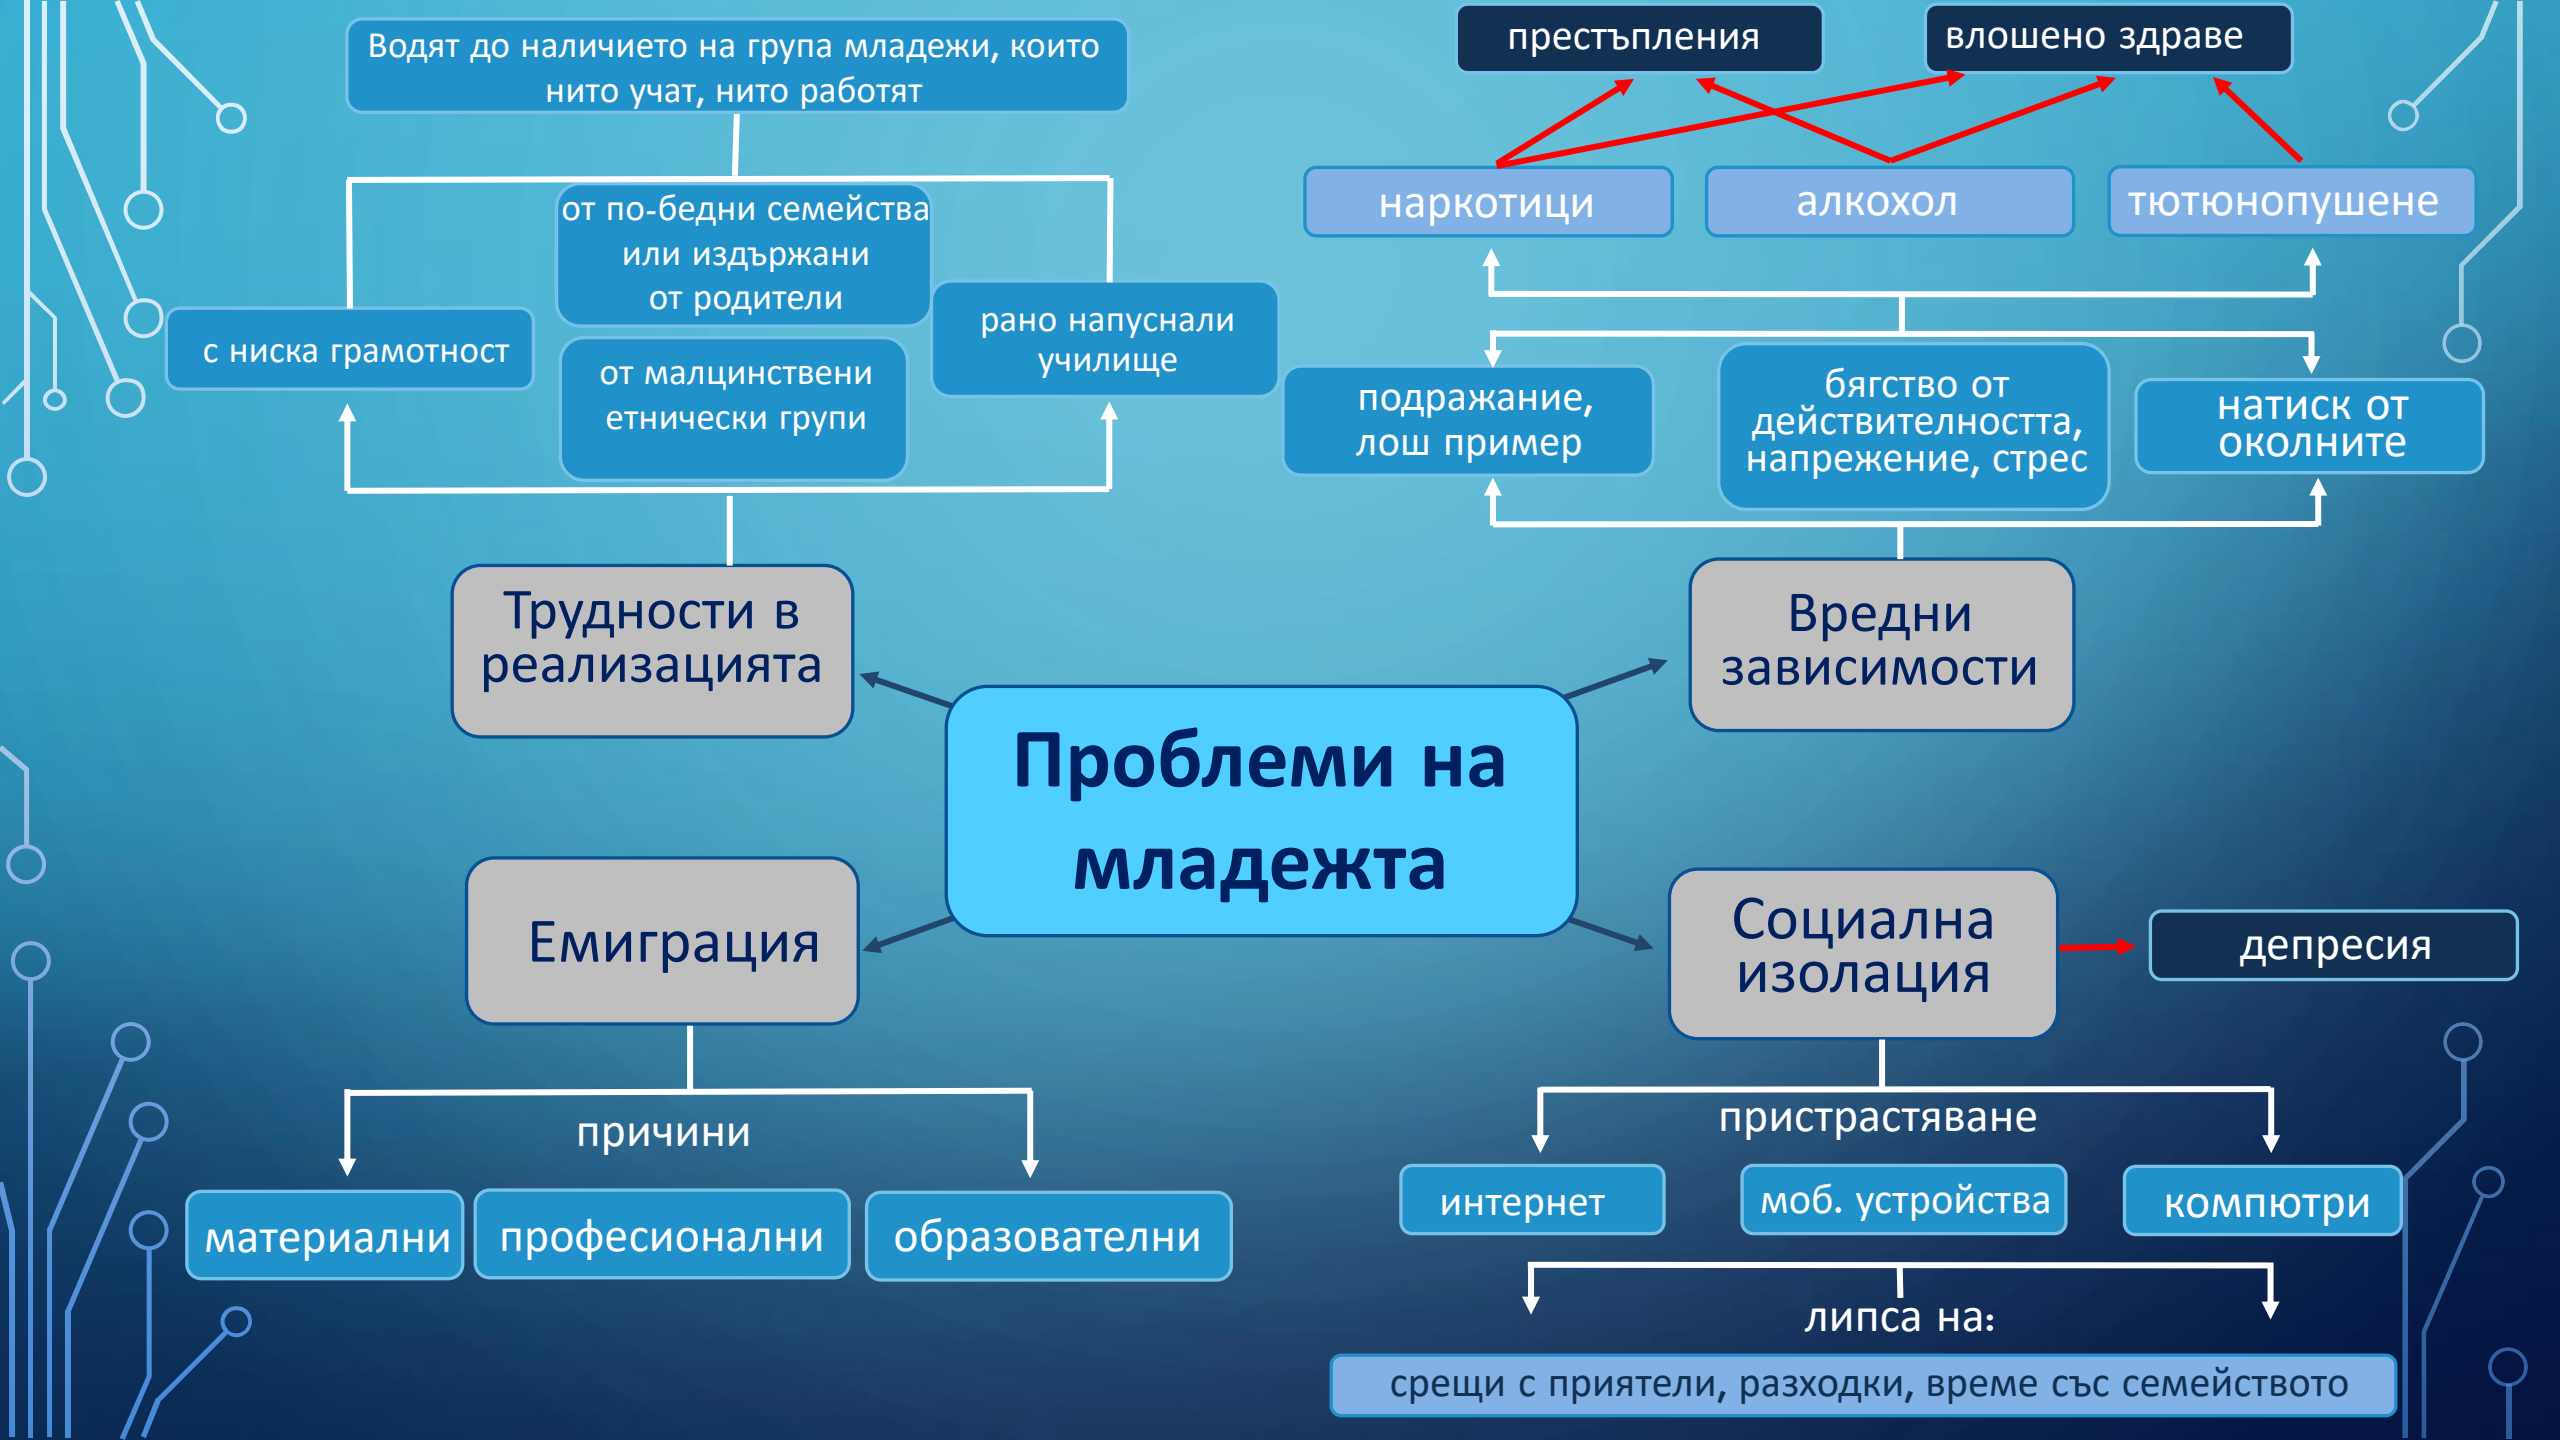 Водят до наличието на група младежи, които
нито учат, нито работят
от по-бедни семейства
или издържани
от родители
с ниска грамотност
от малцинствени
етнически групи
рано напуснали
училище
Трудности в
реализацията
престъпления
влошено здраве
наркотици
алкохол
тютюнопушене
подражание,
лош пример
бягство от
действителността,
напрежение, стрес
натиск от
околните
Вредни
зависимости
Проблеми на
младежта
Емиграция
причини
материални
професионални
образователни
Социална
изолация
депресия
пристрастяване
интернет
моб. устройства
компютри
липса на:
срещи с приятели, разходки, време със семейството